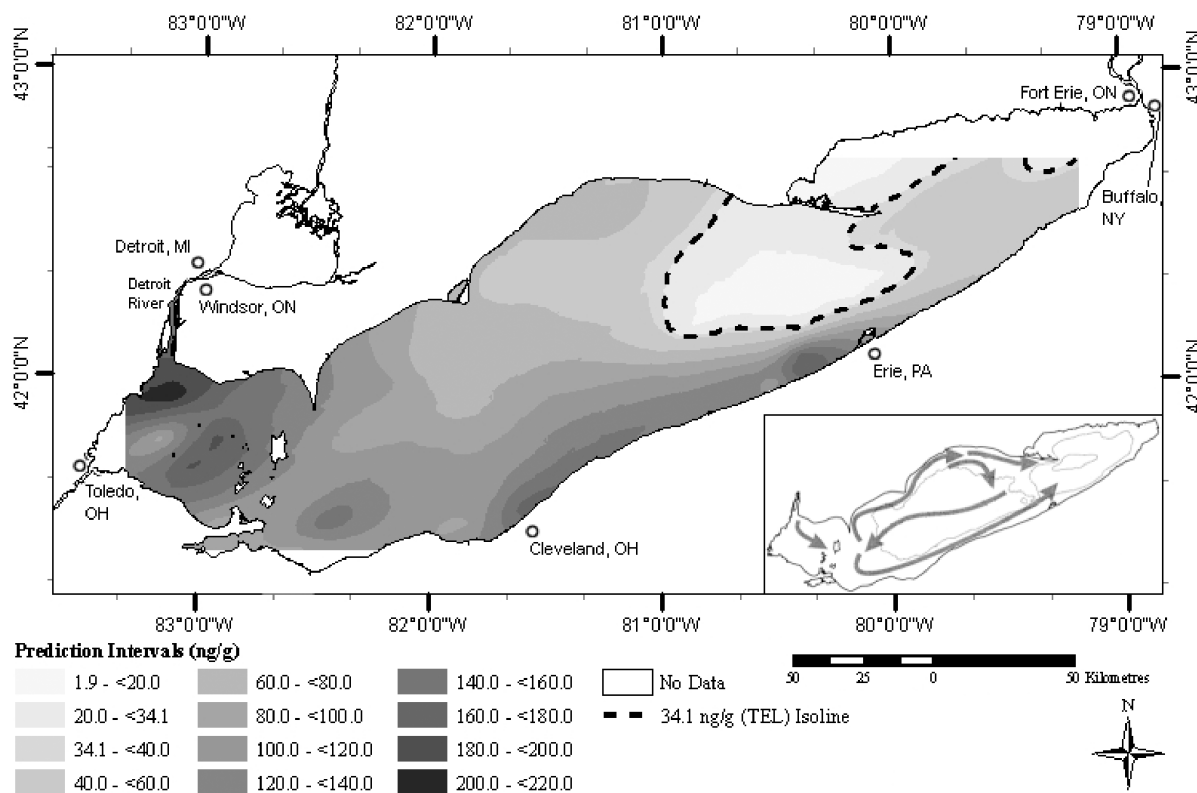 83°0'0"W 82°0'0"W 81°0'0"W 80°0'0"W 79°0'0"W
43°0'0"N
43°0'0"N
Fort Erie, ON
Buffalo,
NY
Detroit, MI
Detroit
River
Windsor, ON
42°0'0"N
42°0'0"N
Erie, PA
Toledo,
OH
Cleveland, OH
83°0'0"W 82°0'0"W 81°0'0"W 80°0'0"W 79°0'0"W
Prediction Intervals (ng/g)
1.9 - <20.0
20.0 - <34.1
34.1 - <40.0
40.0 - <60.0
60.0 - <80.0
80.0 - <100.0
100.0 - <120.0
120.0 - <140.0
140.0 - <160.0
160.0 - <180.0
180.0 - <200.0
200.0 - <220.0
No Data
34.1 ng/g (TEL) Isoline
50 25 0 50 Kilometres
N